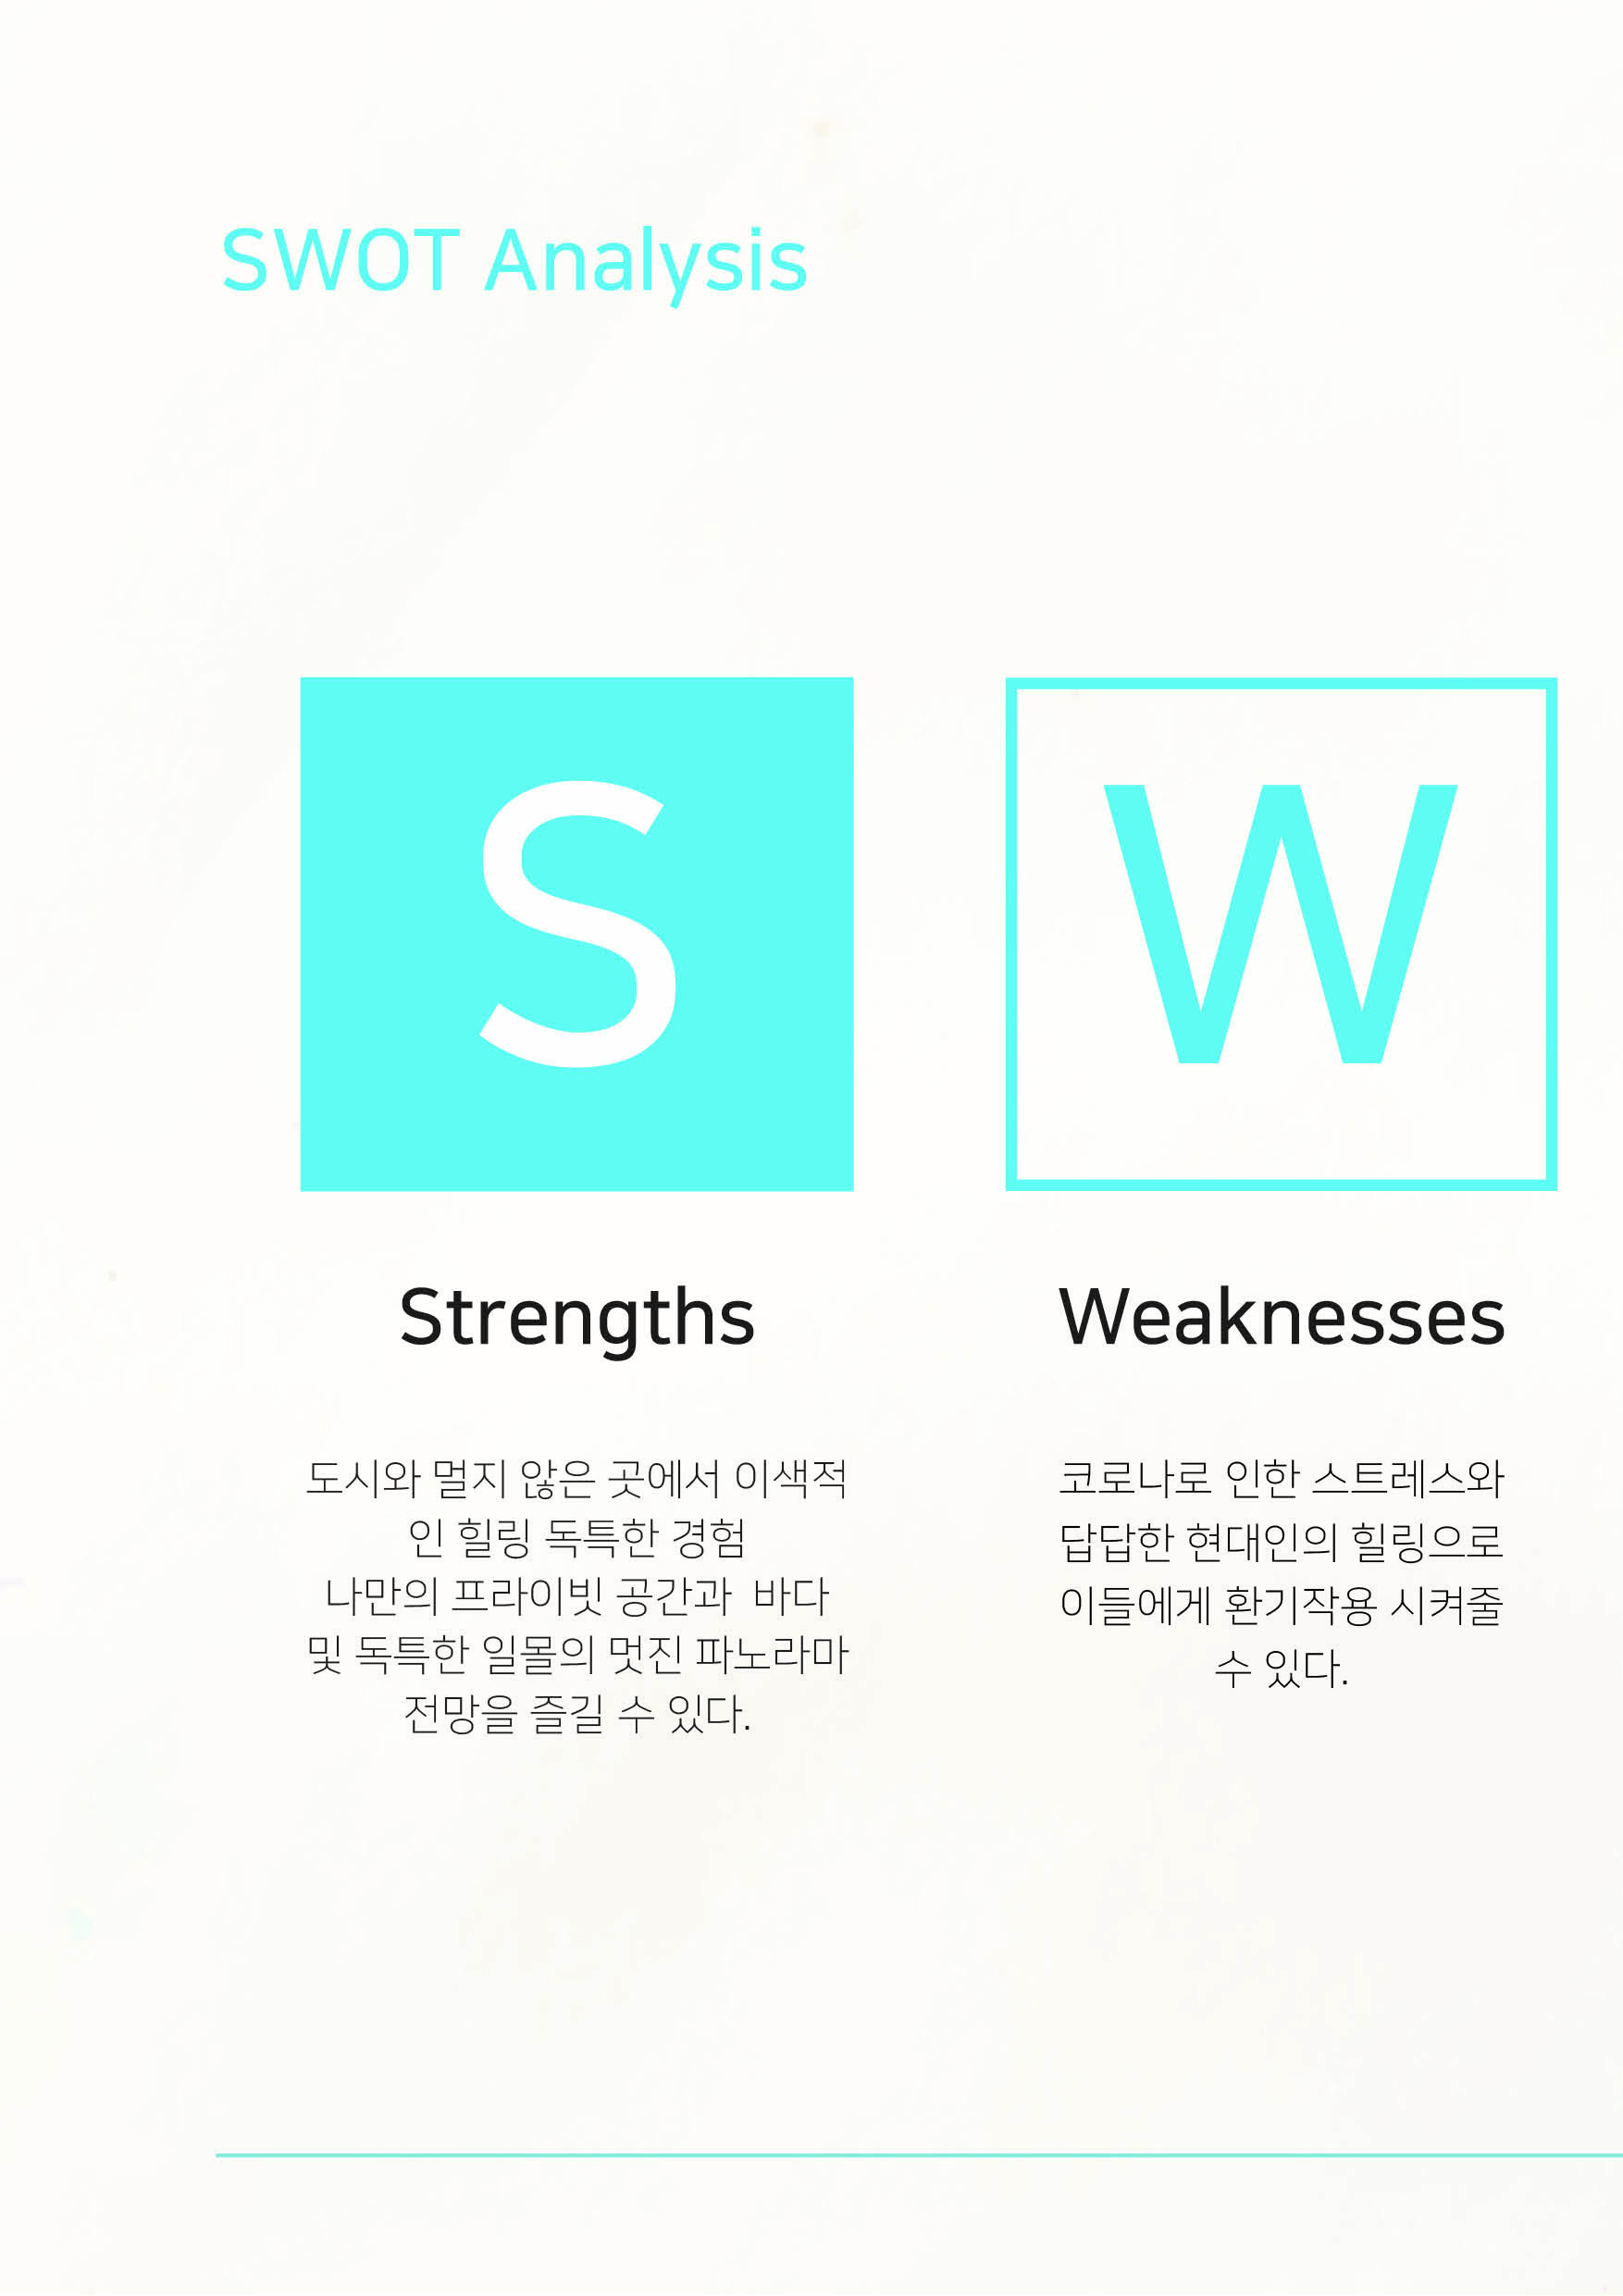 SWOT Analysis
S
W
Strengths
Weaknesses
도시와 멀지 않은 곳에서 이색적
인 힐링 독특한 경험
나만의 프라이빗 공간과  바다
및 독특한 일몰의 멋진 파노라마
전망을 즐길 수 있다.
코로나로 인한 스트레스와
답답한 현대인의 힐링으로
이들에게 환기작용 시켜줄
수 있다.